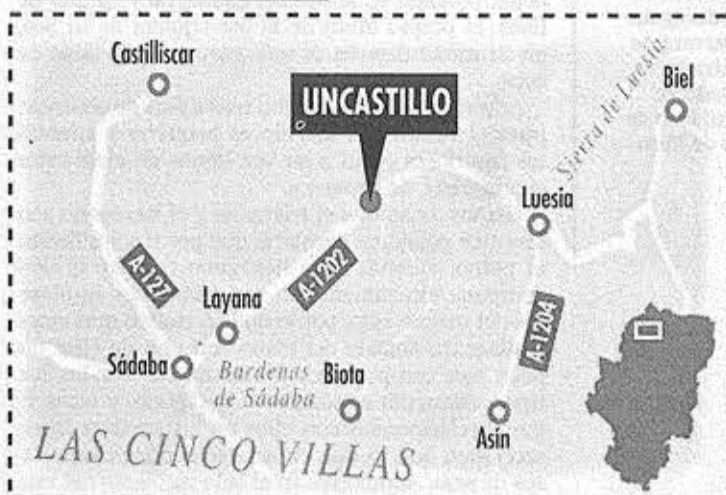 Castilliscar
UNCASTILLO
Sierra de Luesia
Biel
Luesia
A-127
A-1202
A-1204
Layana
Sádaba
Bardenas
de Sádaba
Biota
Asín
LAS CINCO VILLAS